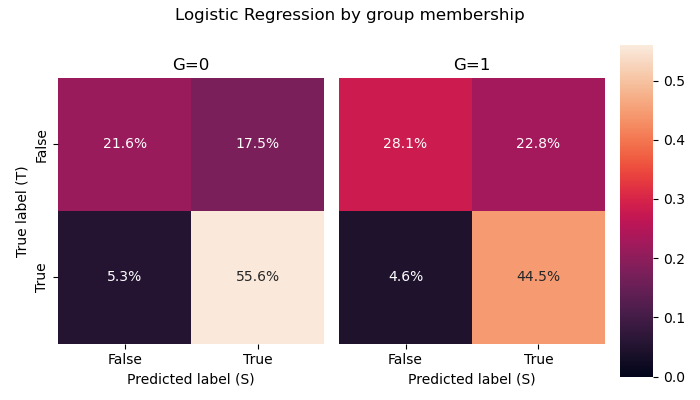 Logistic Regression by group membership
G=0
G=1
True label (T)
False
True
21.6%
17.5%
5.3%
55.6%
28.1%
22.8%
4.6%
44.5%
False
True
False
True
Predicted label (S)
Predicted label (S)
0.5
0.4
0.3
0.2
0.1
0.0